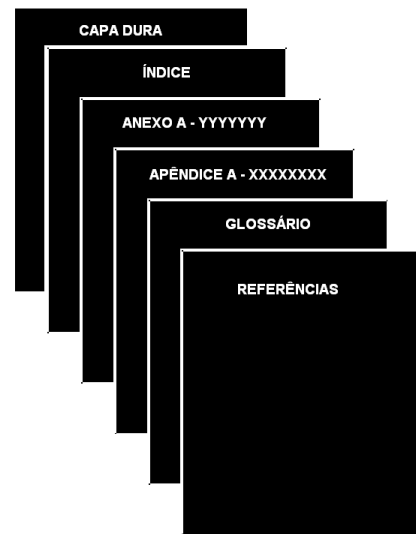 CAPA DURA
ÍNDICE
ANEXO A - YYYYYYY
APÊNDICE A - XXXXXXXX
GLOSSÁRIO
REFERÊNCIAS